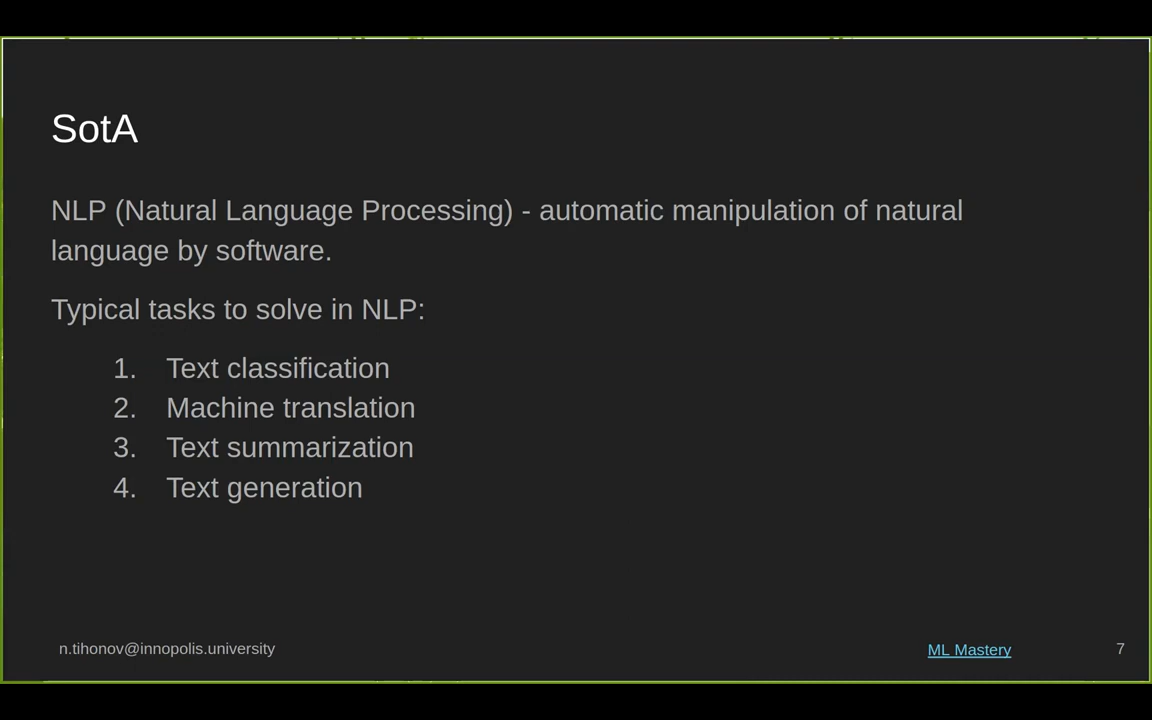 SotA
NLP (Natural Language Processing) - automatic manipulation of natural
language by software.
Typical tasks to solve in NLP:
1. Text classification
2. Machine translation
3. Text summarization
4. Text generation
n.tihonov@innopolis.university
ML Mastery
7